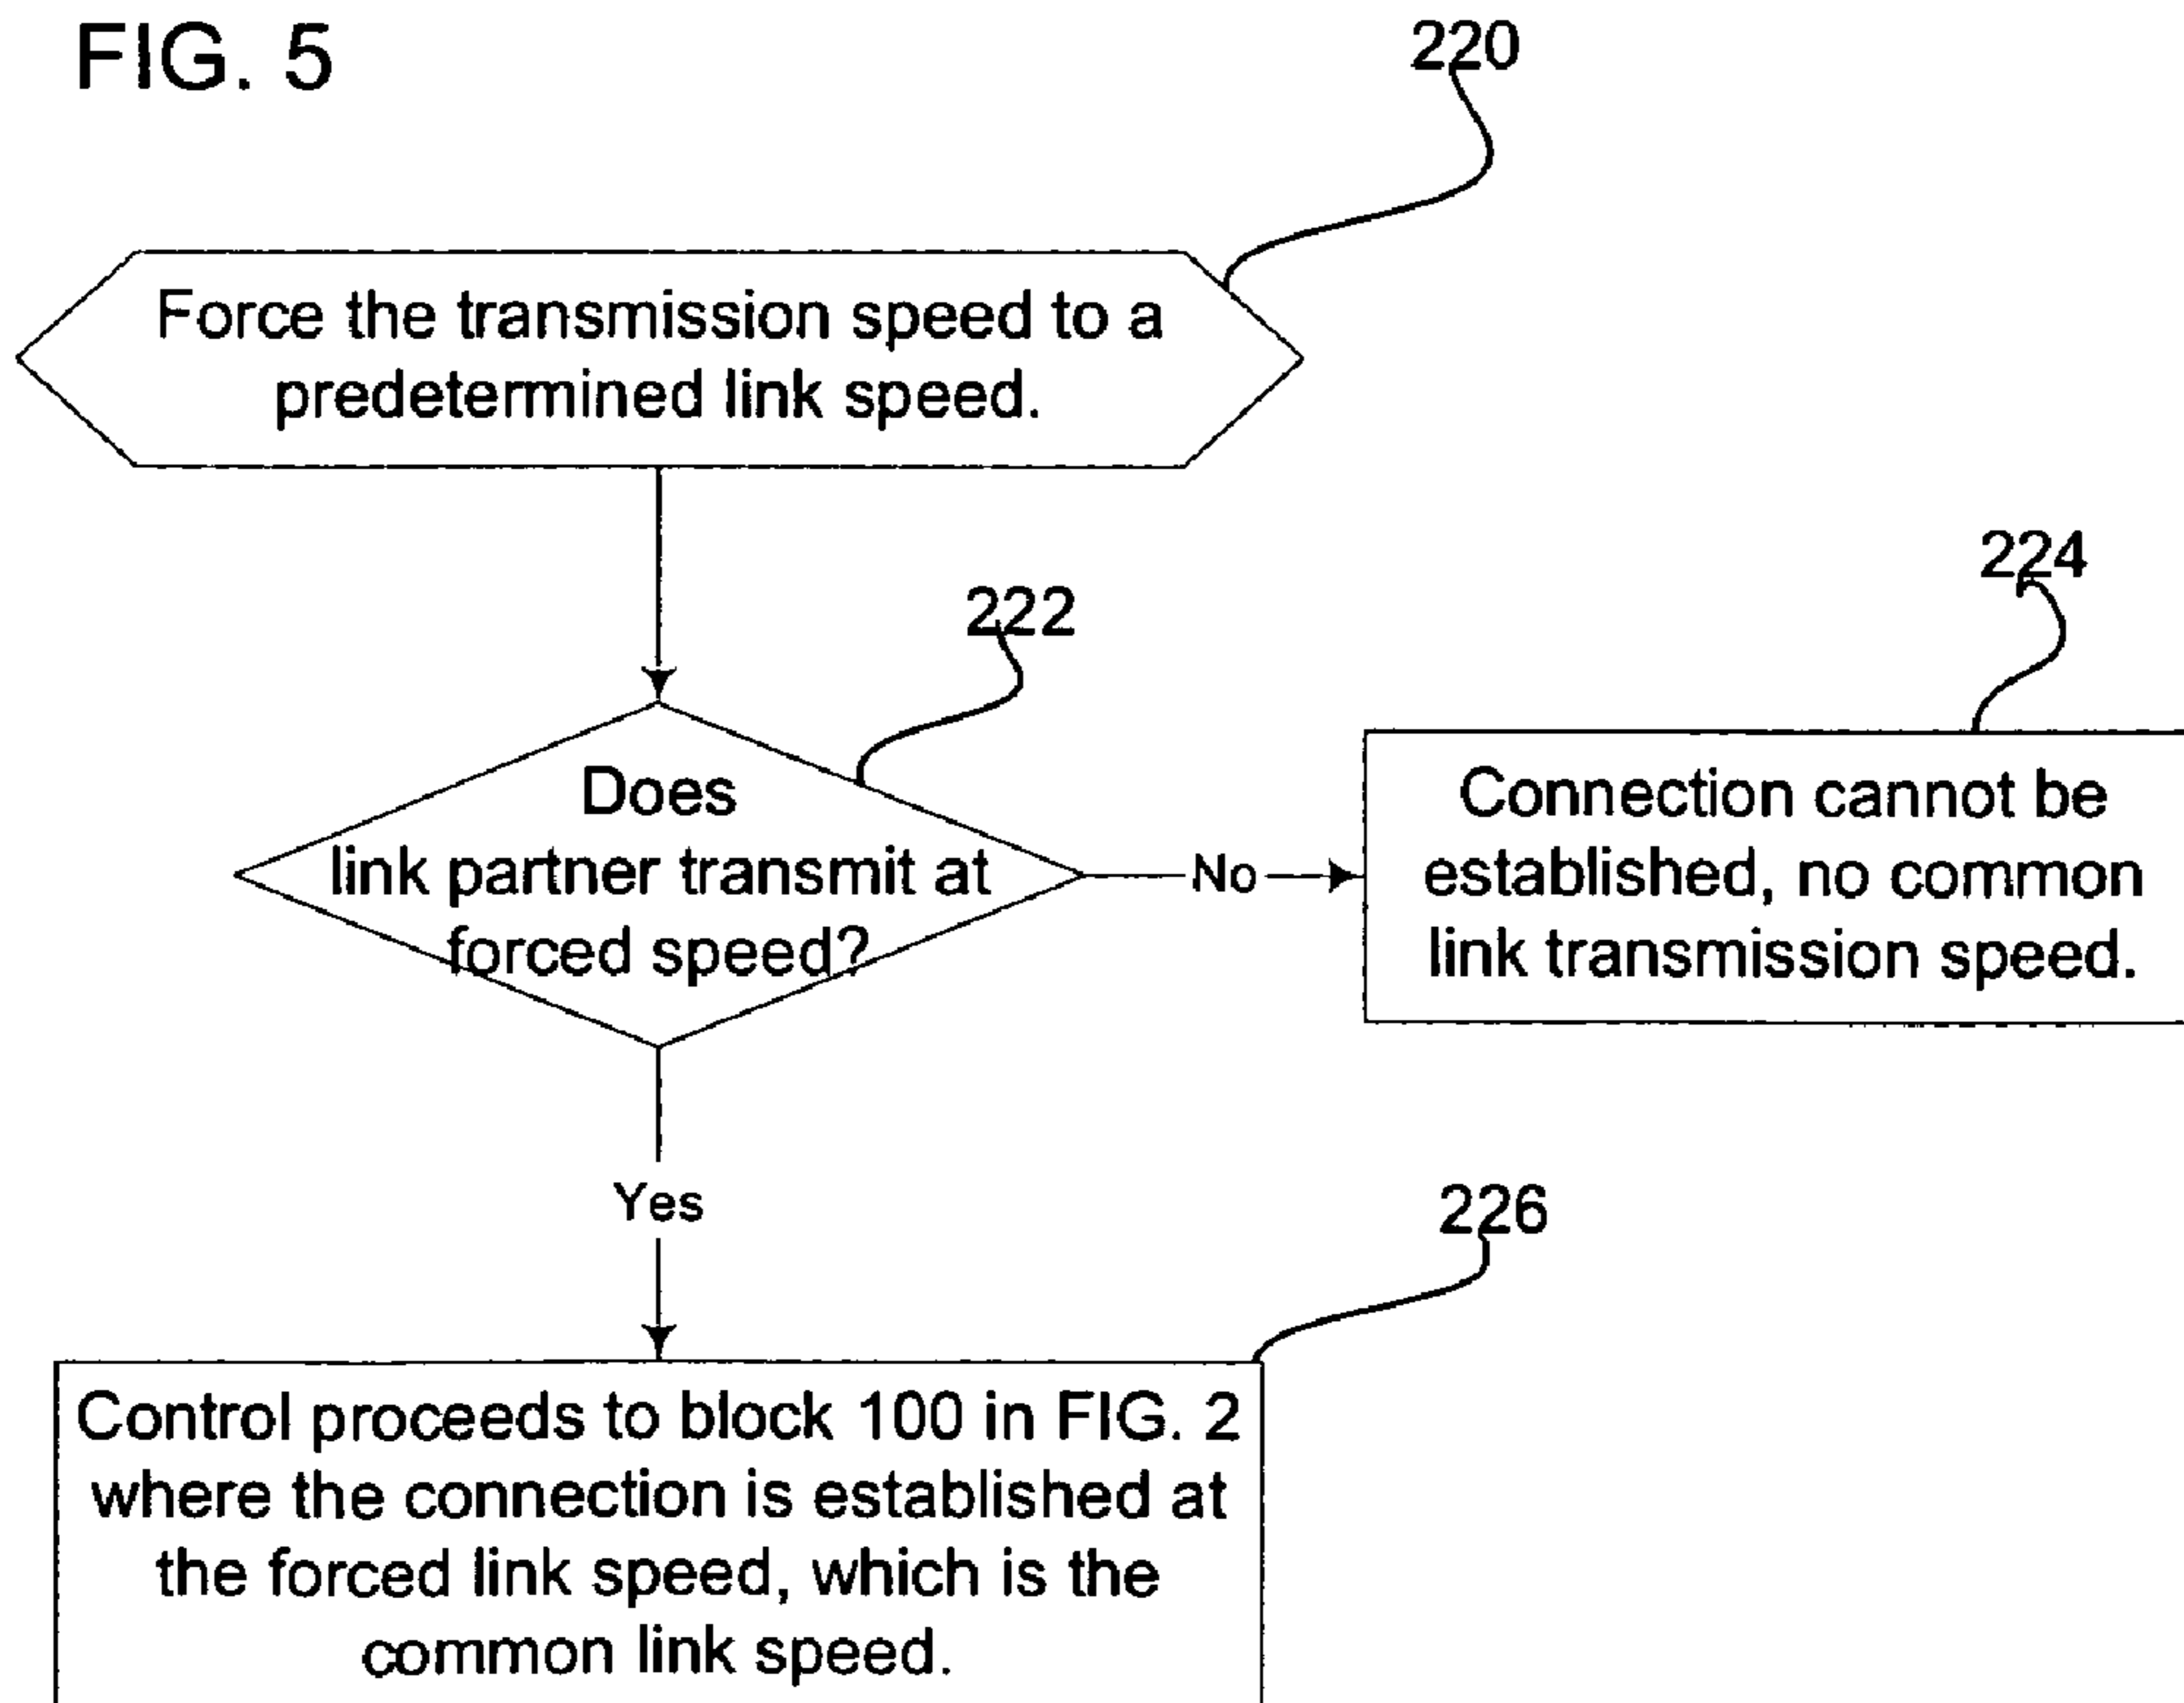 FIG. 5
220
Force the transmission speed to a
predetermined link speed.
222
224
Does
link partner transmit at
forced speed?
No
Connection cannot be
established, no common
link transmission speed.
Yes
226
Control proceeds to block 100 in FIG. 2
where the connection is established at
the forced link speed, which is the
common link speed.